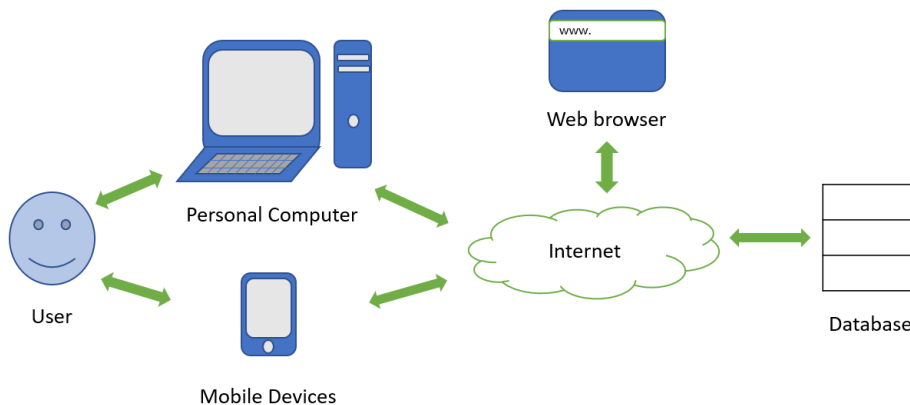 www.
Web browser
Personal Computer
Internet
User
Database
Mobile Devices